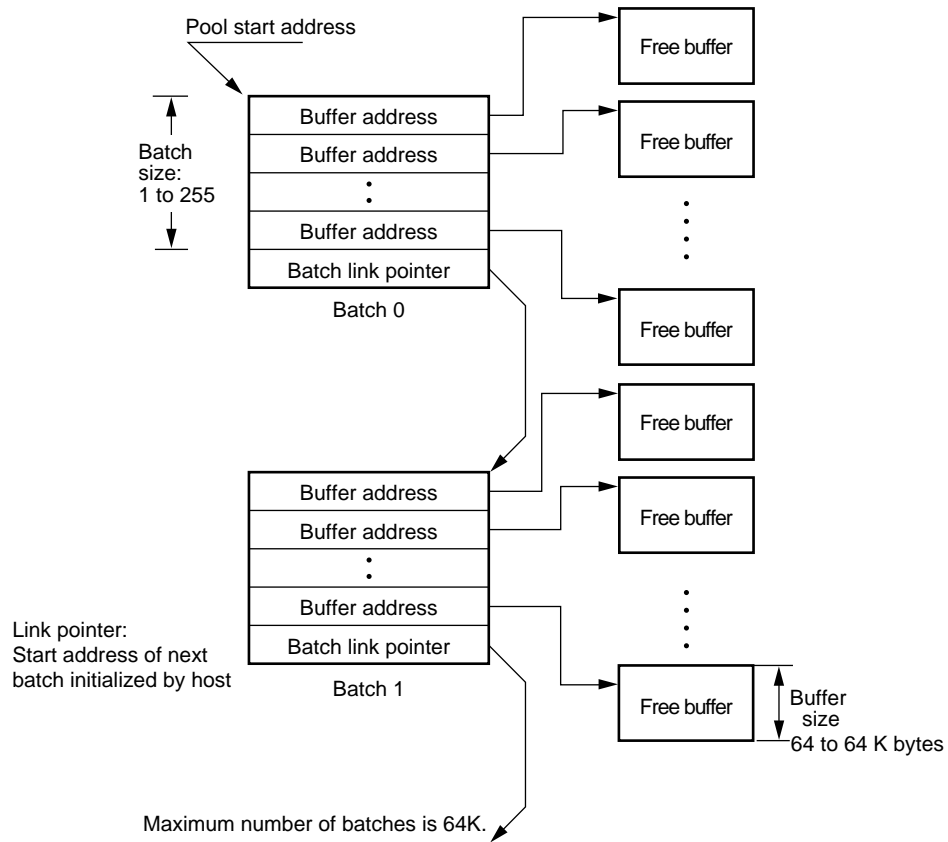 Pool start address
Free buffer
Buffer address
Free buffer
Batch
size:
1 to 255
Buffer address
Buffer address
Free buffer
Batch link pointer
Batch 0
Free buffer
Buffer address
Free buffer
Buffer address
Buffer address
Link pointer:
Start address of next
batch initialized by host
Batch link pointer
Batch 1
Free buffer
Buffer
size
64 to 64 K bytes
Maximum number of batches is 64K.